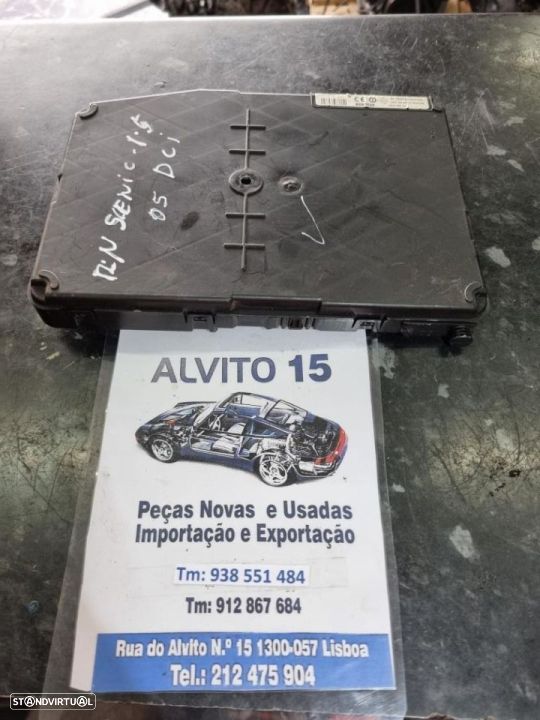 R:N SCENIC-1.5
05 DCi
ALVITO 15
Peças Novas e Usadas
Importação e Exportação
Tm: 938 551 484
Tm: 912 867 684
Rua do Alvito N.º 15 1300-057 Lisboa
Tel.: 212 475 904
STANDVIRTUAL